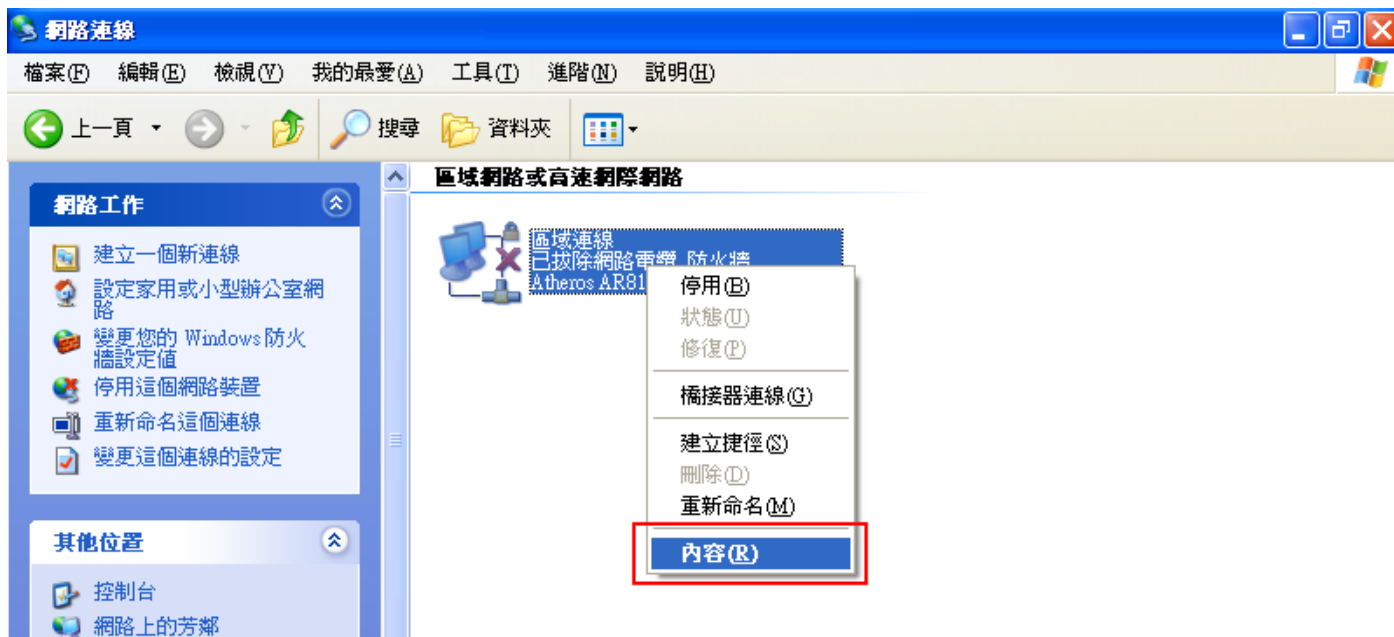 網路連線
檔案(F) 編輯(E) 檢視(V) 我的最愛(A) 工具(T) 進階(N) 說明(H)
上一頁 搜尋 資料夾
網路工作
建立一個新連線
設定家用或小型辦公室網
路
變更您的 Windows 防火
牆設定值
停用這個網路裝置
重新命名這個連線
變更這個連線的設定
其他位置
控制台
網路上的芳鄰
區域網路或高速網際網路
區域連線
已拔除網路電纜, 防火牆
Atheros AR81
停用(B)
狀態(U)
修復(P)
橋接器連線(G)
建立捷徑(S)
刪除(D)
重新命名(M)
內容(R)